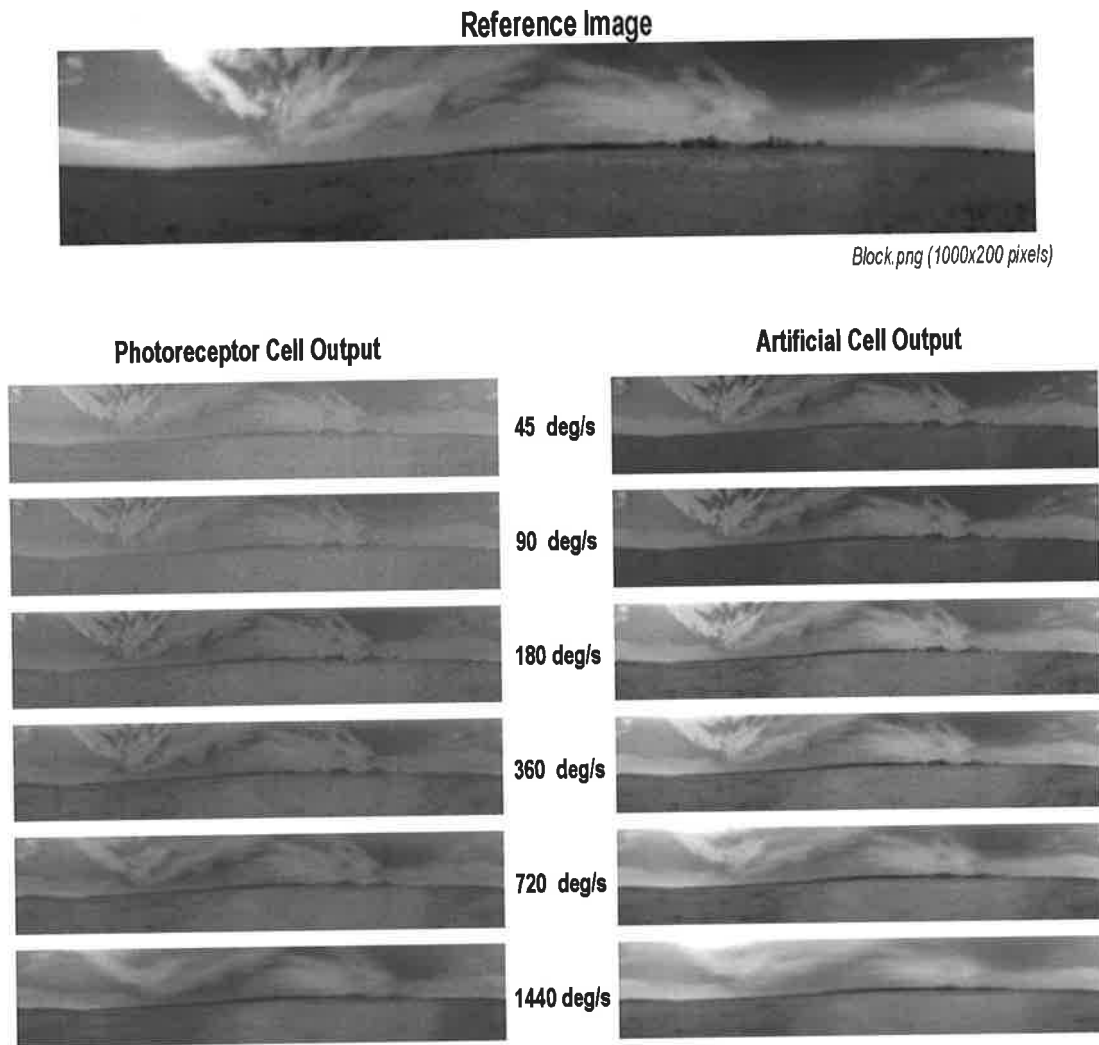 Reference Image
Block.png (1000x200 pixels)
Photoreceptor Cell Output
Artificial Cell Output
45 deg/s
90 deg/s
180 deg/s
360 deg/s
720 deg/s
1440 deg/s